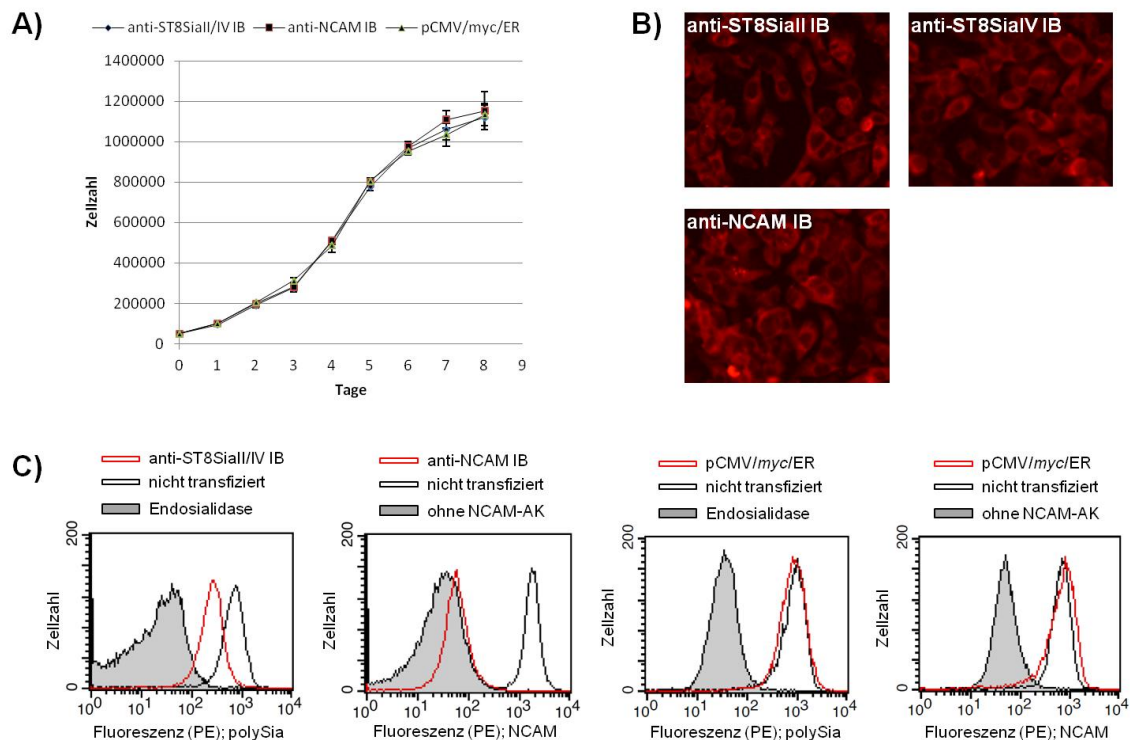 A)
anti-ST8SiaII/IV IB anti-NCAM IB pCMV/myc/ER
1400000
1200000
1000000
800000
600000
400000
200000
0
Zellzahl
0 1 2 3 4 5 6 7 8 9
Tage
B)
anti-ST8SiaII IB
anti-ST8SiaIV IB
anti-NCAM IB
C)
anti-ST8SiaII/IV IB
nicht transfiziert
Endosialidase
200
0
Zellzahl
10^0 10^1 10^2 10^3 10^4
Fluoreszenz (PE); polySia
anti-NCAM IB
nicht transfiziert
ohne NCAM-AK
200
0
Zellzahl
10^0 10^1 10^2 10^3 10^4
Fluoreszenz (PE); NCAM
pCMV/myc/ER
nicht transfiziert
Endosialidase
200
0
Zellzahl
10^0 10^1 10^2 10^3 10^4
Fluoreszenz (PE); polySia
pCMV/myc/ER
nicht transfiziert
ohne NCAM-AK
200
0
Zellzahl
10^0 10^1 10^2 10^3 10^4
Fluoreszenz (PE); NCAM